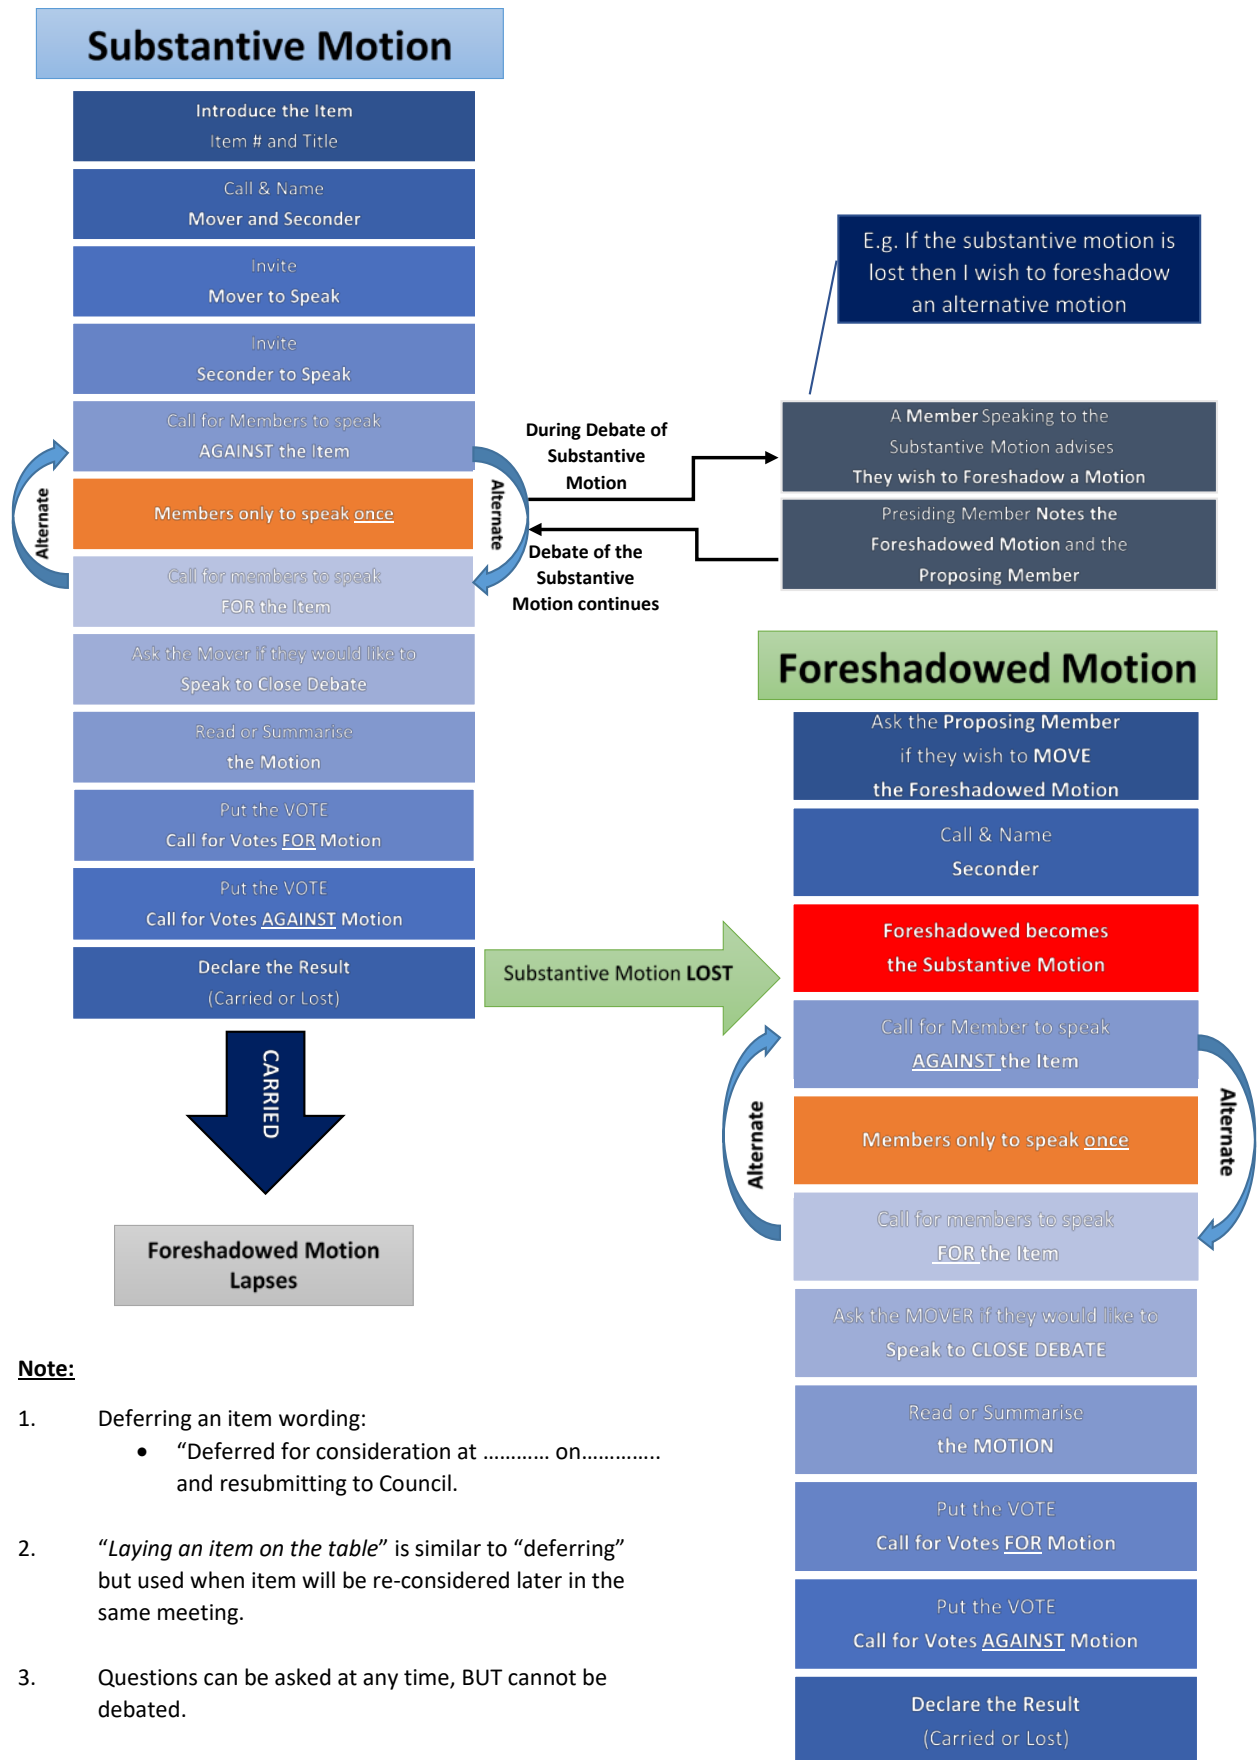 Substantive Motion
Introduce the Item
Item # and Title
Call & Name
Mover and Seconder
Invite
Mover to Speak
Invite
Seconder to Speak
Call for Members to speak
AGAINST the Item
Members only to speak once
Call for members to speak
FOR the Item
Alternate
Alternate
Ask the Mover if they would like to
Speak to Close Debate
Read or Summarise
the Motion
Put the VOTE
Call for Votes FOR Motion
Put the VOTE
Call for Votes AGAINST Motion
Declare the Result
(Carried or Lost)
CARRIED
Foreshadowed Motion
Lapses
During Debate of
Substantive
Motion
Debate of the
Substantive
Motion continues
E.g. If the substantive motion is
lost then I wish to foreshadow
an alternative motion
A Member Speaking to the
Substantive Motion advises
They wish to Foreshadow a Motion
Presiding Member Notes the
Foreshadowed Motion and the
Proposing Member
Substantive Motion LOST
Foreshadowed Motion
Ask the Proposing Member
if they wish to MOVE
the Foreshadowed Motion
Call & Name
Seconder
Foreshadowed becomes
the Substantive Motion
Call for Member to speak
AGAINST the Item
Members only to speak once
Call for members to speak
FOR the Item
Alternate
Alternate
Ask the MOVER if they would like to
Speak to CLOSE DEBATE
Read or Summarise
the MOTION
Put the VOTE
Call for Votes FOR Motion
Put the VOTE
Call for Votes AGAINST Motion
Declare the Result
(Carried or Lost)
Note:
1. Deferring an item wording:
• “Deferred for consideration at ………… on…………..
and resubmitting to Council.
2. “Laying an item on the table” is similar to “deferring”
but used when item will be re-considered later in the
same meeting.
3. Questions can be asked at any time, BUT cannot be
debated.